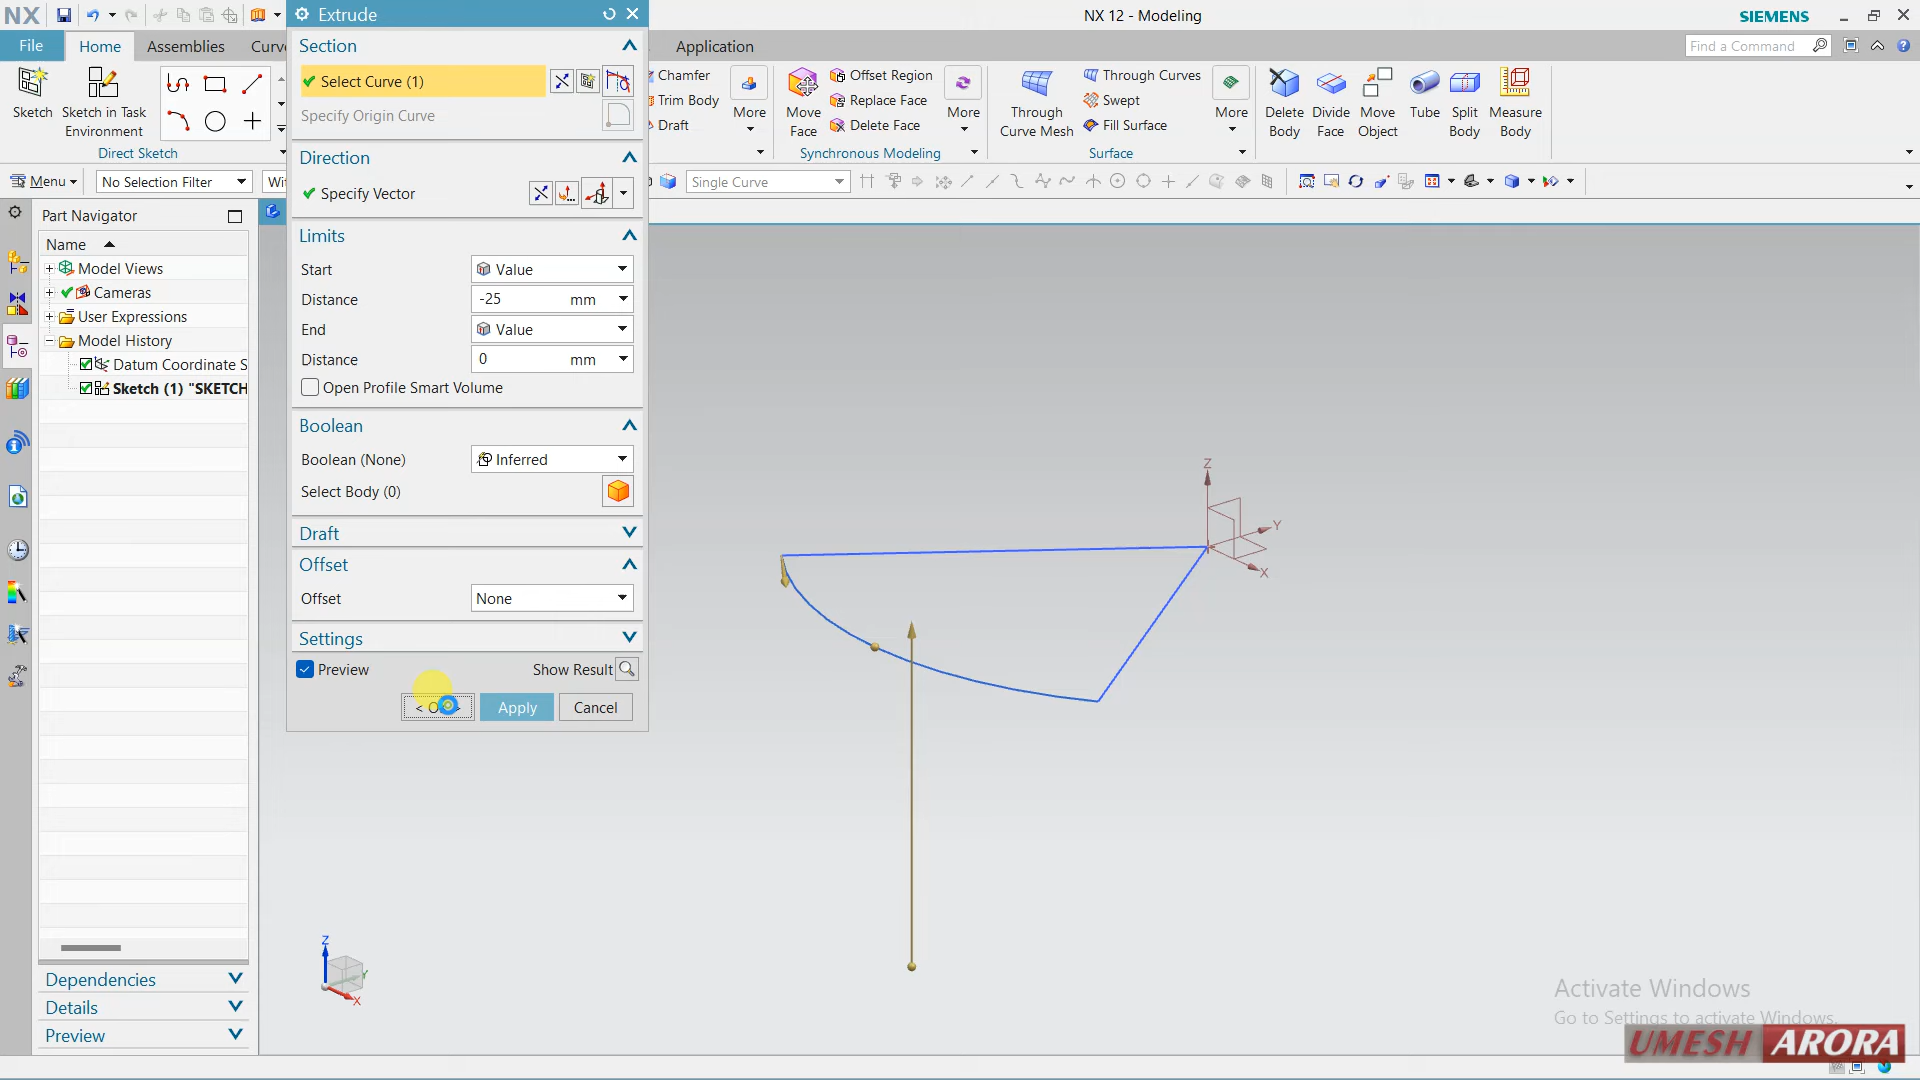 NX
Extrude
NX 12 - Modeling
SIEMENS
File
Home
Assemblies
Curv
Application
Find a Command
Section
Select Curve (1)
Specify Origin Curve
Sketch
Sketch in Task
Environment
Direct Sketch
Chamfer
Trim Body
Draft
More
Move
Face
Offset Region
Replace Face
Delete Face
More
Synchronous Modeling
Through
Curve Mesh
Through Curves
Swept
Fill Surface
More
Surface
Delete
Body
Divide
Face
Move
Object
Tube
Split
Body
Measure
Body
Direction
Specify Vector
Menu
No Selection Filter
Wit
Single Curve
Part Navigator
Name
Model Views
Cameras
User Expressions
Model History
Datum Coordinate S
Sketch (1) "SKETCH
Dependencies
Details
Preview
Limits
Start
Value
Distance
-25
mm
End
Value
Distance
0
mm
Open Profile Smart Volume
Boolean
Boolean (None)
Inferred
Select Body (0)
Draft
Offset
Offset
None
Settings
Preview
Show Result
Apply
Cancel
Z
Y
X
Z
Y
X
Activate Windows
Go to Settings to activate Windows.
UMESH ARORA